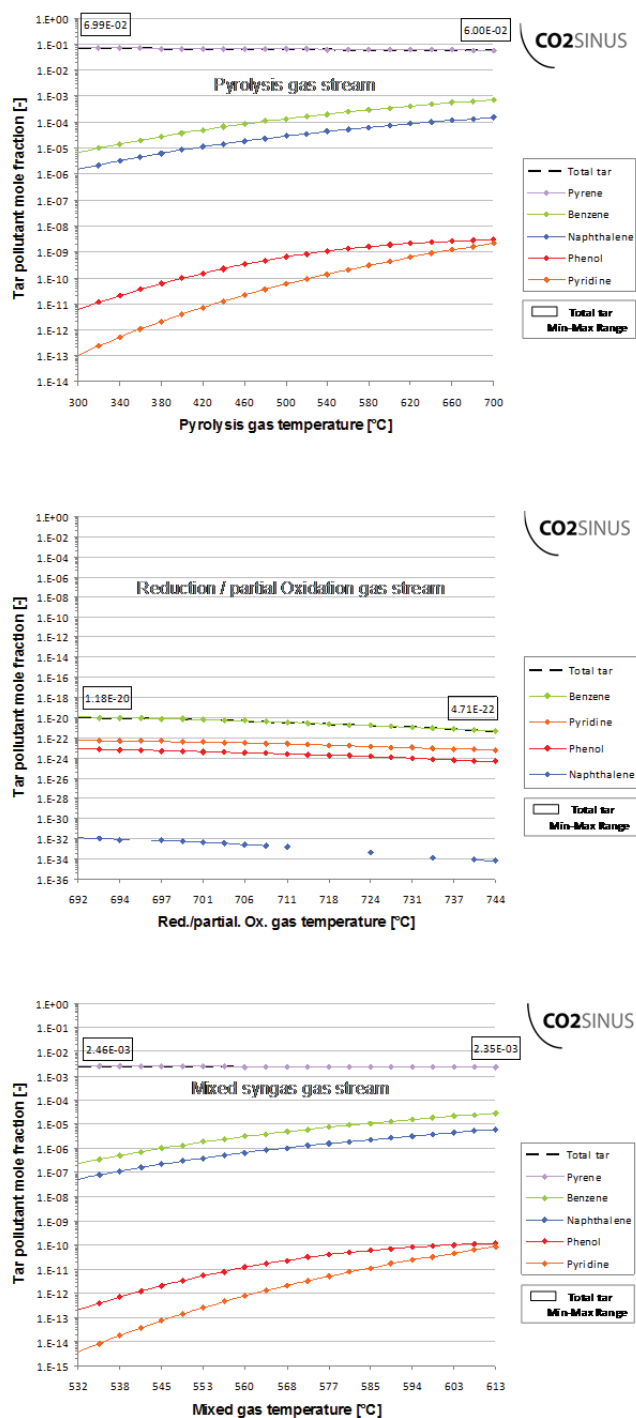 6.99E-02
6.00E-02
CO2SINUS
Pyrolysis gas stream
Tar pollutant mole fraction [-]
1.E+00
1.E-01
1.E-02
1.E-03
1.E-04
1.E-05
1.E-06
1.E-07
1.E-08
1.E-09
1.E-10
1.E-11
1.E-12
1.E-13
1.E-14
300 340 380 420 460 500 540 580 620 660 700
Pyrolysis gas temperature [°C]
Total tar
Pyrene
Benzene
Naphthalene
Phenol
Pyridine
Total tar
Min-Max Range
CO2SINUS
Reduction / partial Oxidation gas stream
Tar pollutant mole fraction [-]
1.E+00
1.E-02
1.E-04
1.E-06
1.E-08
1.E-10
1.E-12
1.E-14
1.E-16
1.E-18
1.E-20
1.E-22
1.E-24
1.E-26
1.E-28
1.E-30
1.E-32
1.E-34
1.E-36
1.18E-20
4.71E-22
692 694 697 701 706 711 718 724 731 737 744
Red./partial. Ox. gas temperature [°C]
Total tar
Benzene
Pyridine
Phenol
Naphthalene
Total tar
Min-Max Range
CO2SINUS
2.46E-03
2.35E-03
Mixed syngas gas stream
Tar pollutant mole fraction [-]
1.E+00
1.E-01
1.E-02
1.E-03
1.E-04
1.E-05
1.E-06
1.E-07
1.E-08
1.E-09
1.E-10
1.E-11
1.E-12
1.E-13
1.E-14
1.E-15
532 538 545 553 560 568 577 585 594 603 613
Mixed gas temperature [°C]
Total tar
Pyrene
Benzene
Naphthalene
Phenol
Pyridine
Total tar
Min-Max Range